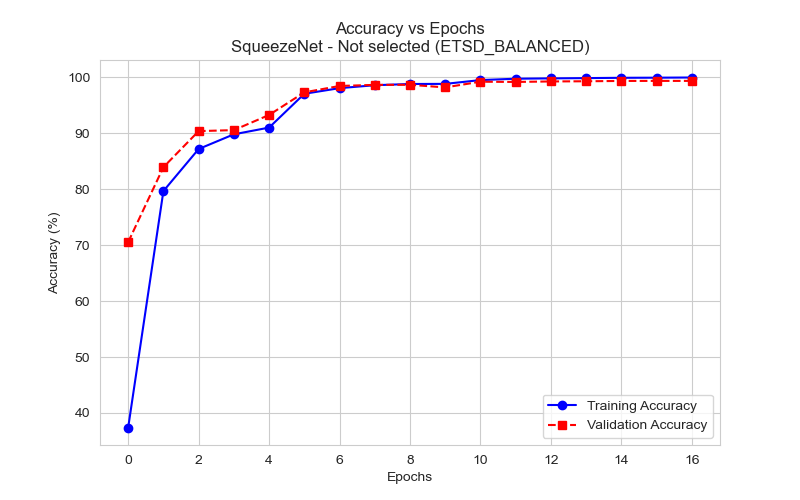 Accuracy vs Epochs
SqueezeNet - Not selected (ETSD_BALANCED)
Accuracy (%)
100
90
80
70
60
50
40
0 2 4 6 8 10 12 14 16
Epochs
Training Accuracy
Validation Accuracy